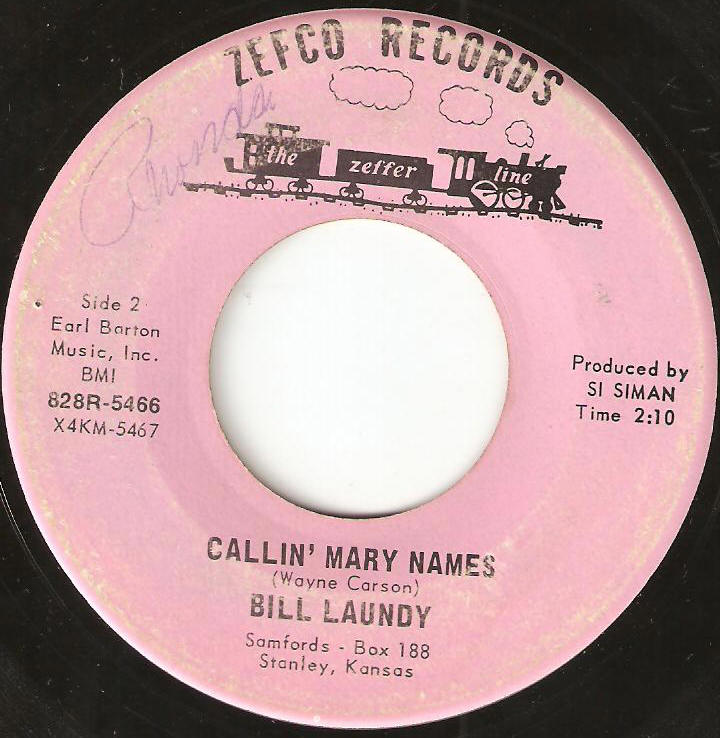 ZEFCO RECORDS
the zeffer line
Side 2
Earl Barton
Music, Inc.
BMI
828R-5466
X4KM-5467
Produced by
SI SIMAN
Time 2:10
CALLIN' MARY NAMES
(Wayne Carson)
BILL LAUNDY
Samfords - Box 188
Stanley, Kansas